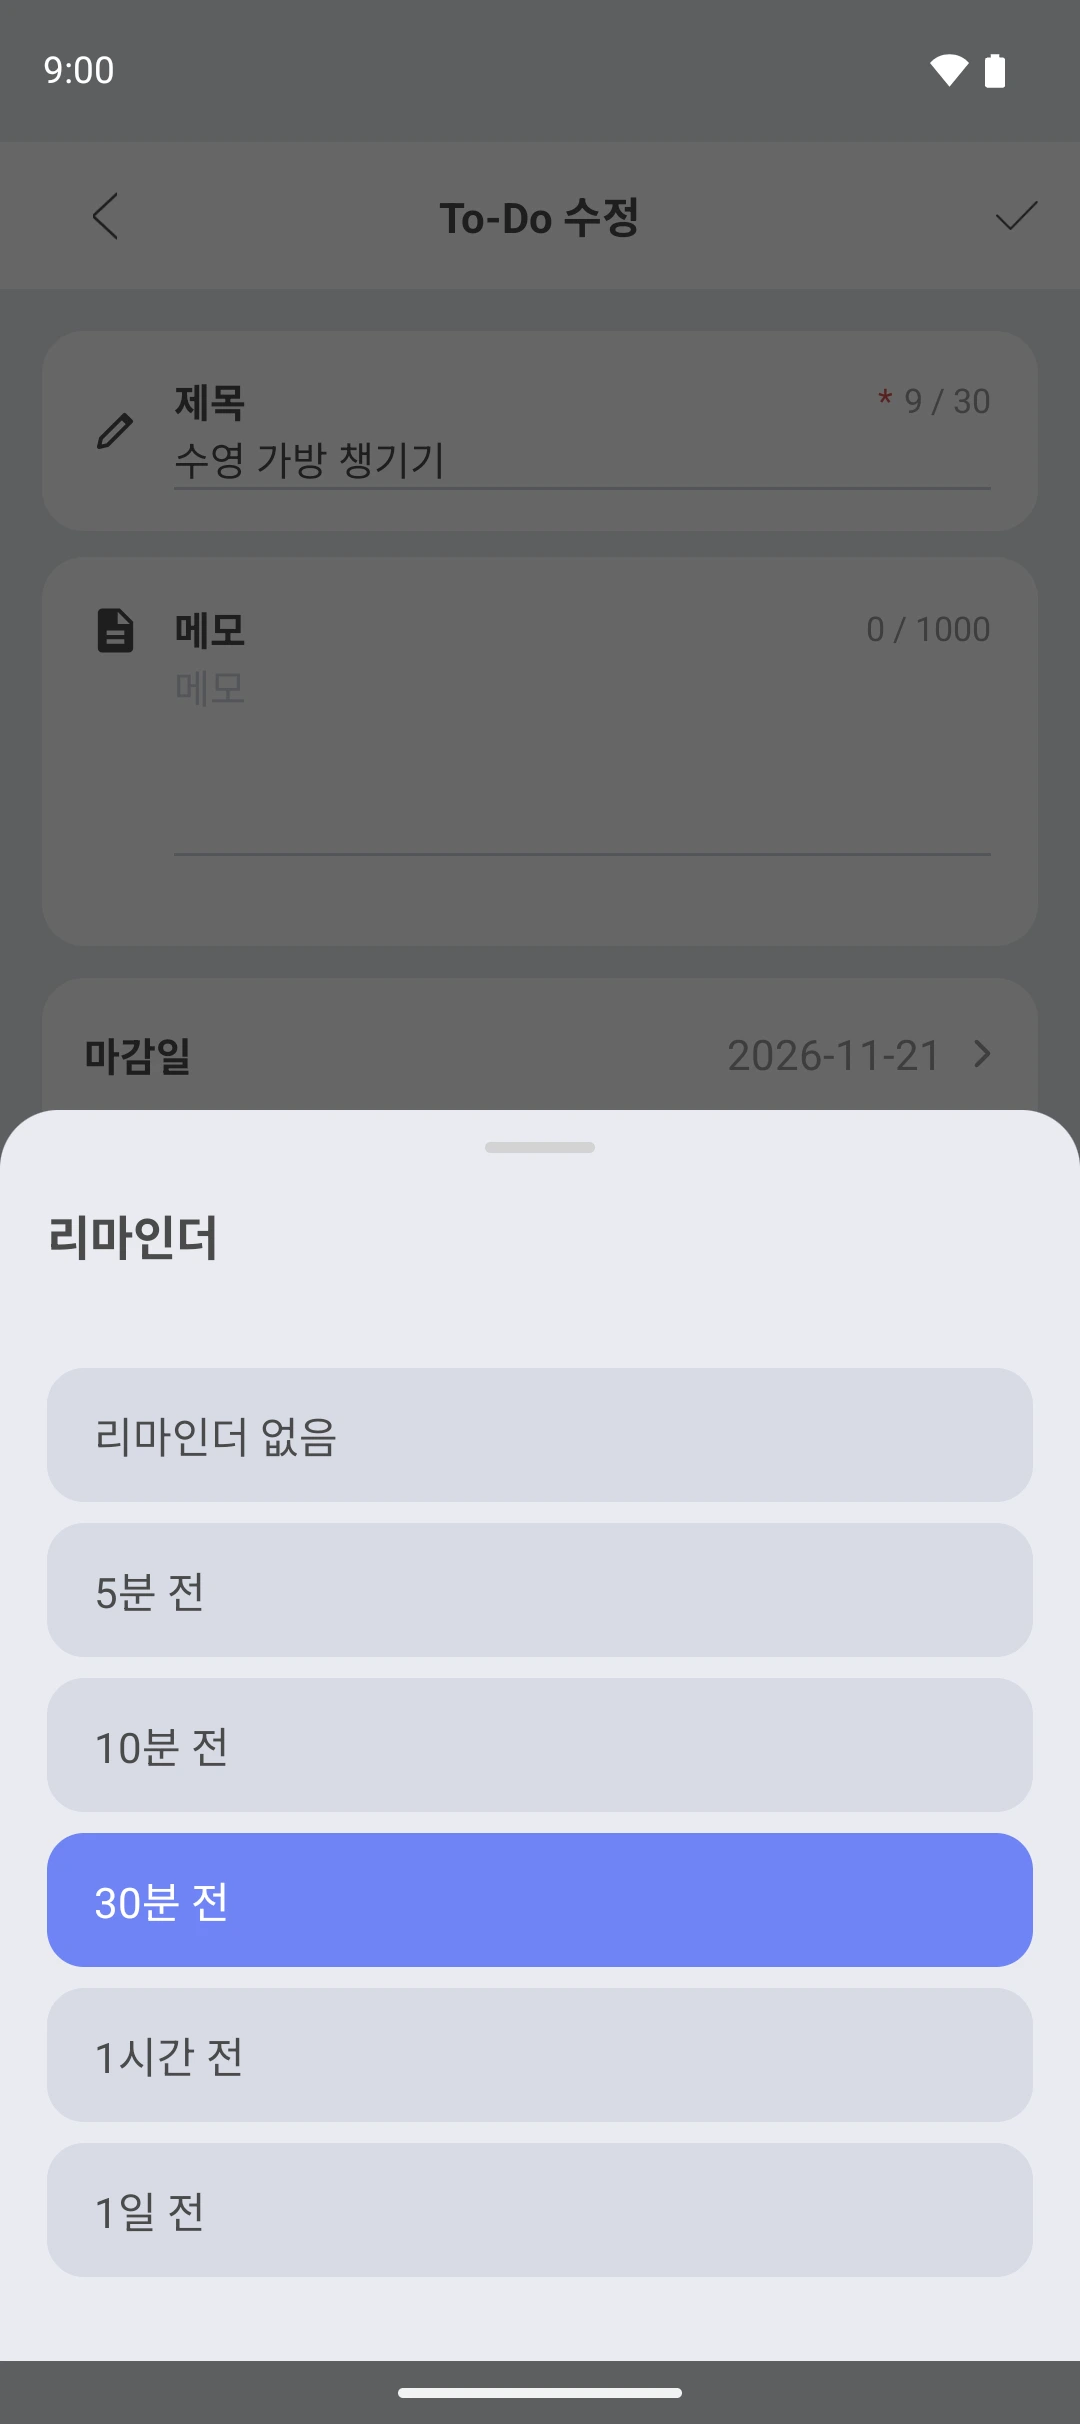 9:00
To-Do 수정
제목
* 9 / 30
수영 가방 챙기기
메모
0 / 1000
메모
마감일
2026-11-21
리마인더
리마인더 없음
5분 전
10분 전
30분 전
1시간 전
1일 전